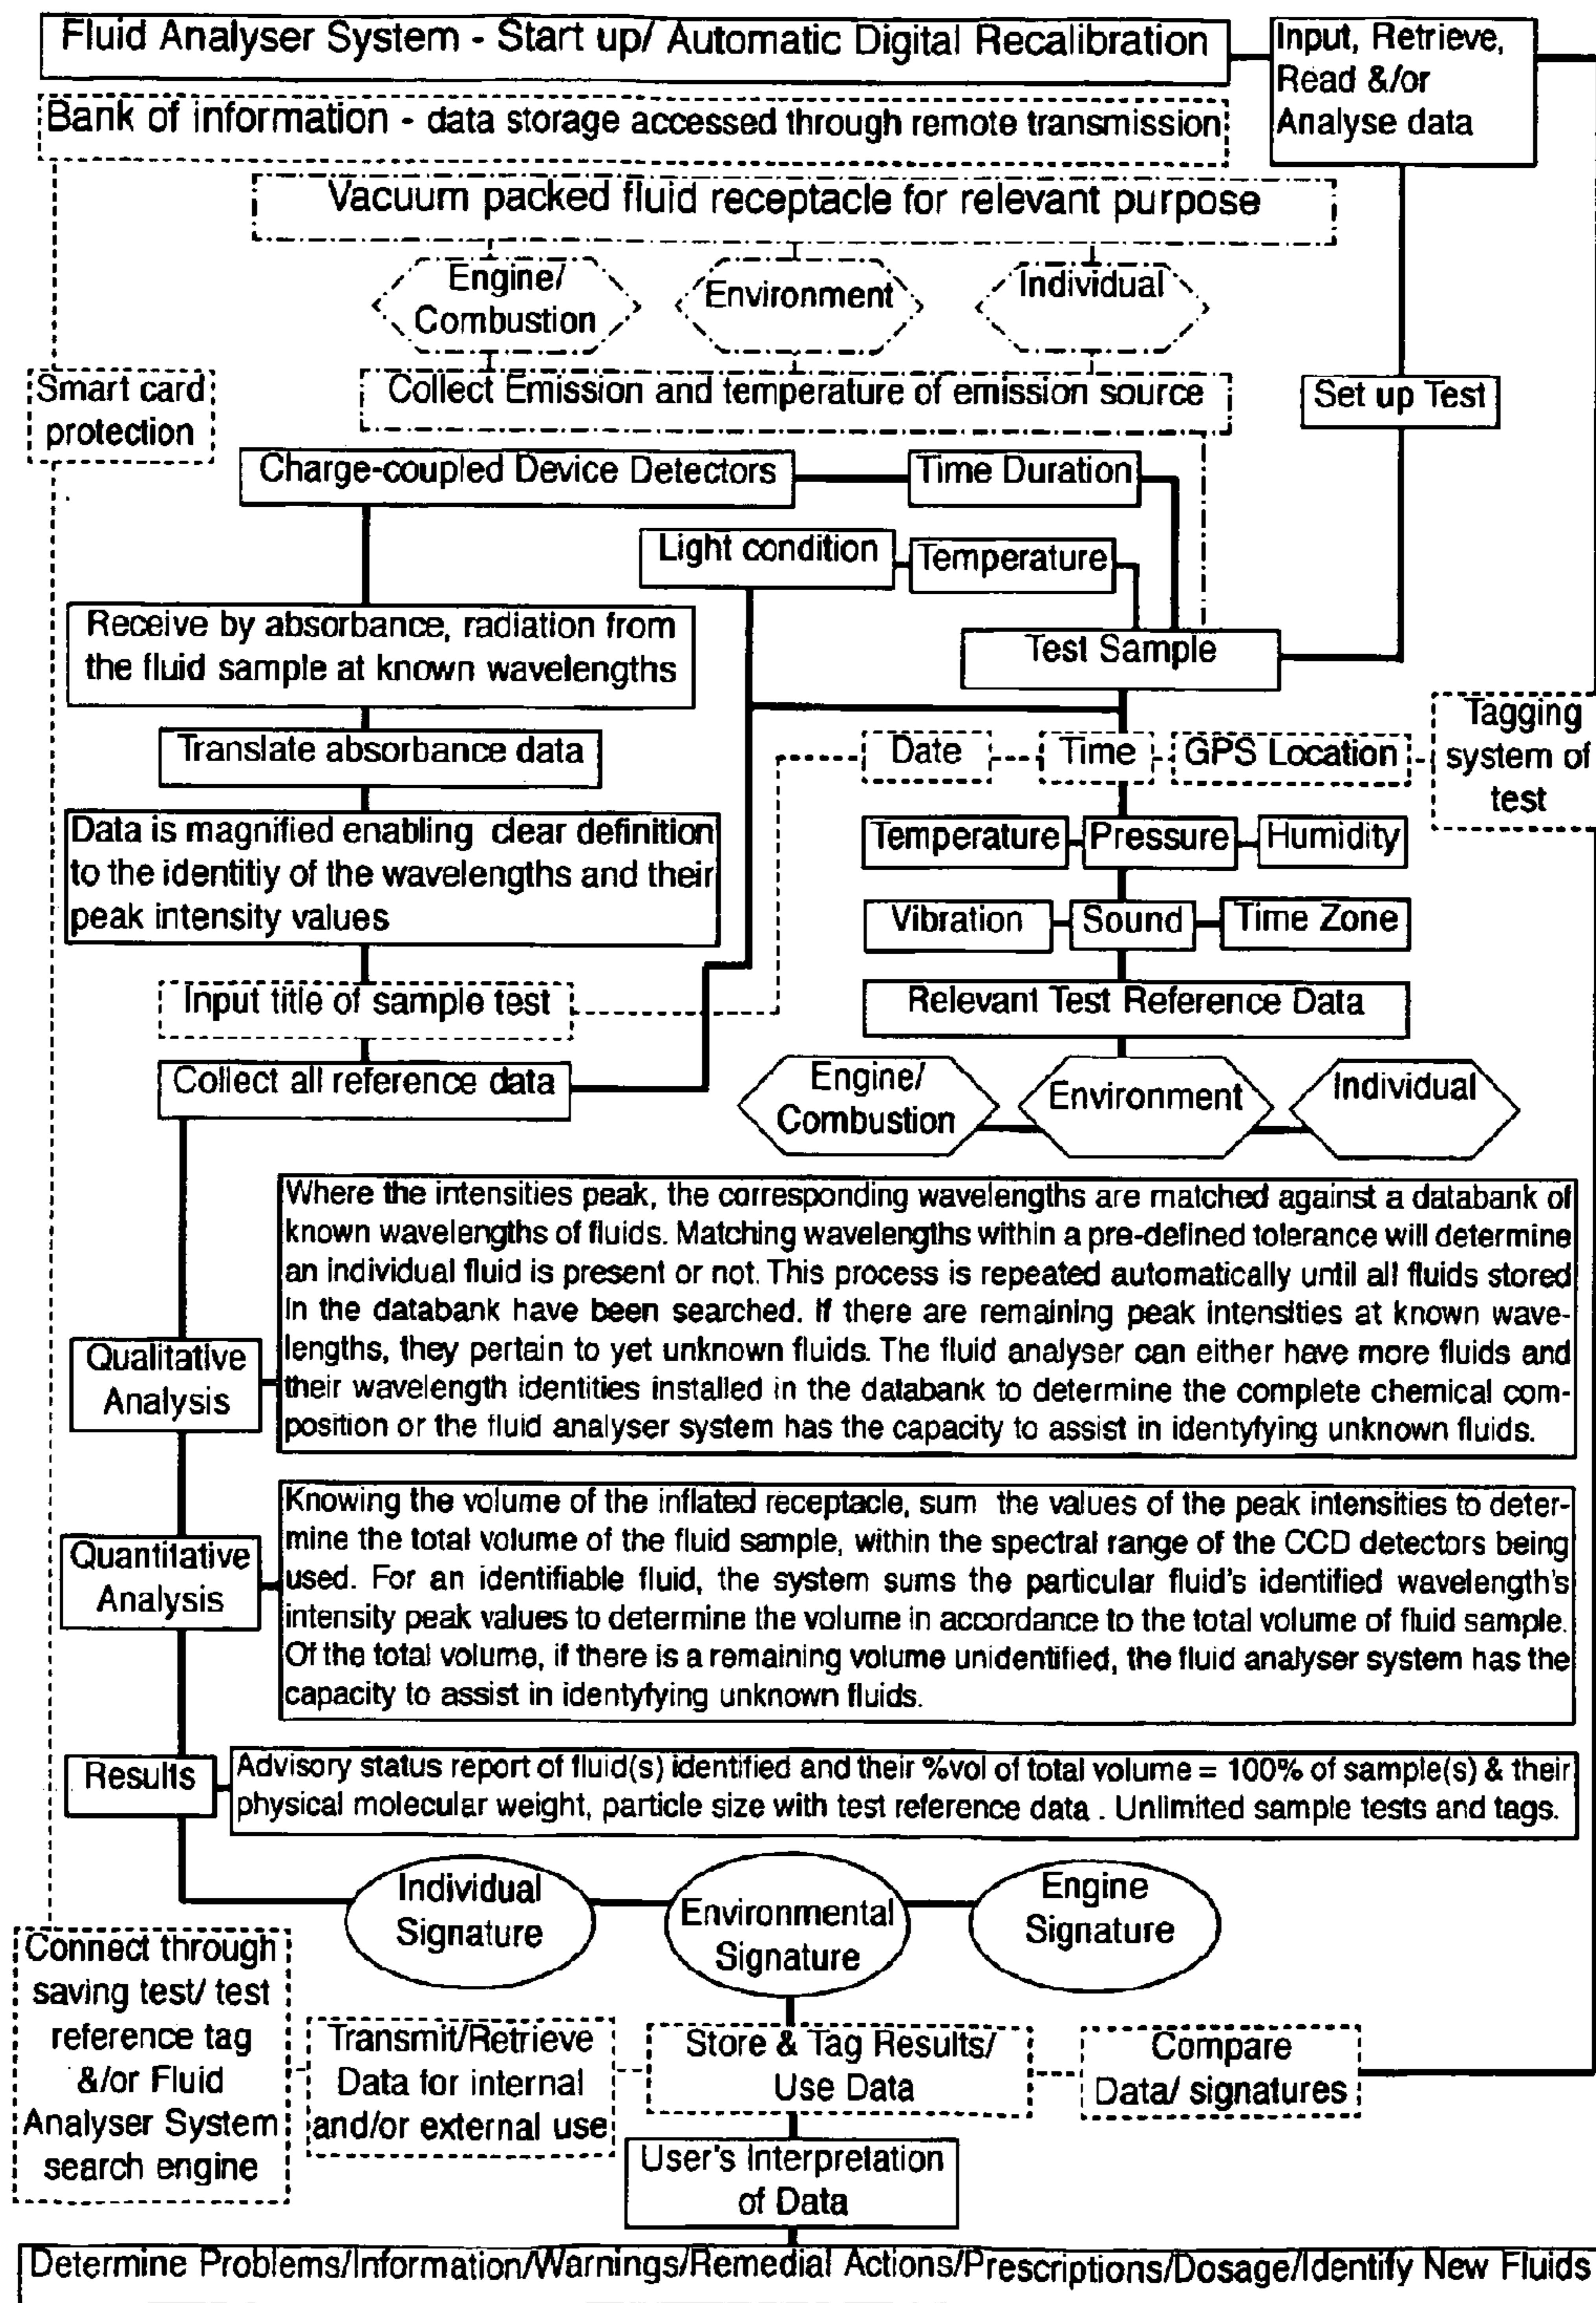 Fluid Analyser System - Start up/ Automatic Digital Recalibration
Input, Retrieve,
Read &/or
Analyse data
Bank of information - data storage accessed through remote transmission
Vacuum packed fluid receptacle for relevant purpose
Engine/
Combustion
Environment
Individual
Smart card
protection
Collect Emission and temperature of emission source
Set up Test
Charge-coupled Device Detectors
Time Duration
Light condition
Temperature
Receive by absorbance, radiation from
the fluid sample at known wavelengths
Test Sample
Translate absorbance data
Date
Time
GPS Location
Tagging
system of
test
Data is magnified enabling clear definition
to the identitiy of the wavelengths and their
peak intensity values
Temperature
Pressure
Humidity
Vibration
Sound
Time Zone
Input title of sample test
Relevant Test Reference Data
Collect all reference data
Engine/
Combustion
Environment
Individual
Where the intensities peak, the corresponding wavelengths are matched against a databank of
known wavelengths of fluids. Matching wavelengths within a pre-defined tolerance will determine
an individual fluid is present or not. This process is repeated automatically until all fluids stored
in the databank have been searched. If there are remaining peak intensities at known wave-
lengths, they pertain to yet unknown fluids. The fluid analyser can either have more fluids and
their wavelength identities installed in the databank to determine the complete chemical com-
position or the fluid analyser system has the capacity to assist in identyfying unknown fluids.
Qualitative
Analysis
Knowing the volume of the inflated receptacle, sum the values of the peak intensities to deter-
mine the total volume of the fluid sample, within the spectral range of the CCD detectors being
used. For an identifiable fluid, the system sums the particular fluid's identified wavelength's
intensity peak values to determine the volume in accordance to the total volume of fluid sample.
Of the total volume, if there is a remaining volume unidentified, the fluid analyser system has the
capacity to assist in identyfying unknown fluids.
Quantitative
Analysis
Results
Advisory status report of fluid(s) identified and their %vol of total volume = 100% of sample(s) & their
physical molecular weight, particle size with test reference data . Unlimited sample tests and tags.
Individual
Signature
Environmental
Signature
Engine
Signature
Connect through
saving test/ test
reference tag
&/or Fluid
Analyser System
search engine
Transmit/Retrieve
Data for internal
and/or external use
Store & Tag Results/
Use Data
Compare
Data/ signatures
User's Interpretation
of Data
Determine Problems/Information/Warnings/Remedial Actions/Prescriptions/Dosage/Identify New Fluids